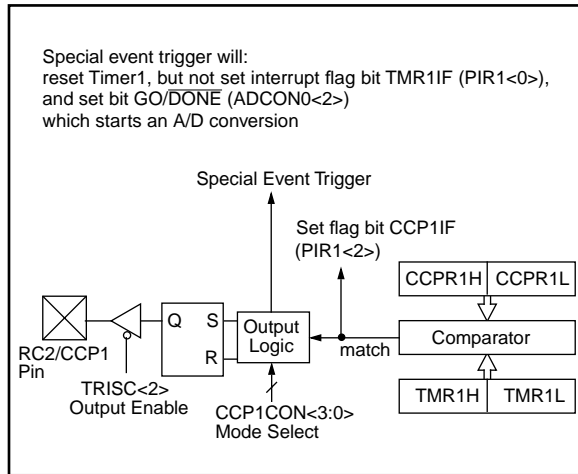 Special event trigger will:
reset Timer1, but not set interrupt flag bit TMR1IF (PIR1<0>),
and set bit GO/DONE (ADCON0<2>)
which starts an A/D conversion
Special Event Trigger
Set flag bit CCP1IF
(PIR1<2>)
CCPR1H CCPR1L
Q S
R
Output
Logic
match
Comparator
RC2/CCP1
Pin
TRISC<2>
Output Enable
CCP1CON<3:0>
Mode Select
TMR1H TMR1L